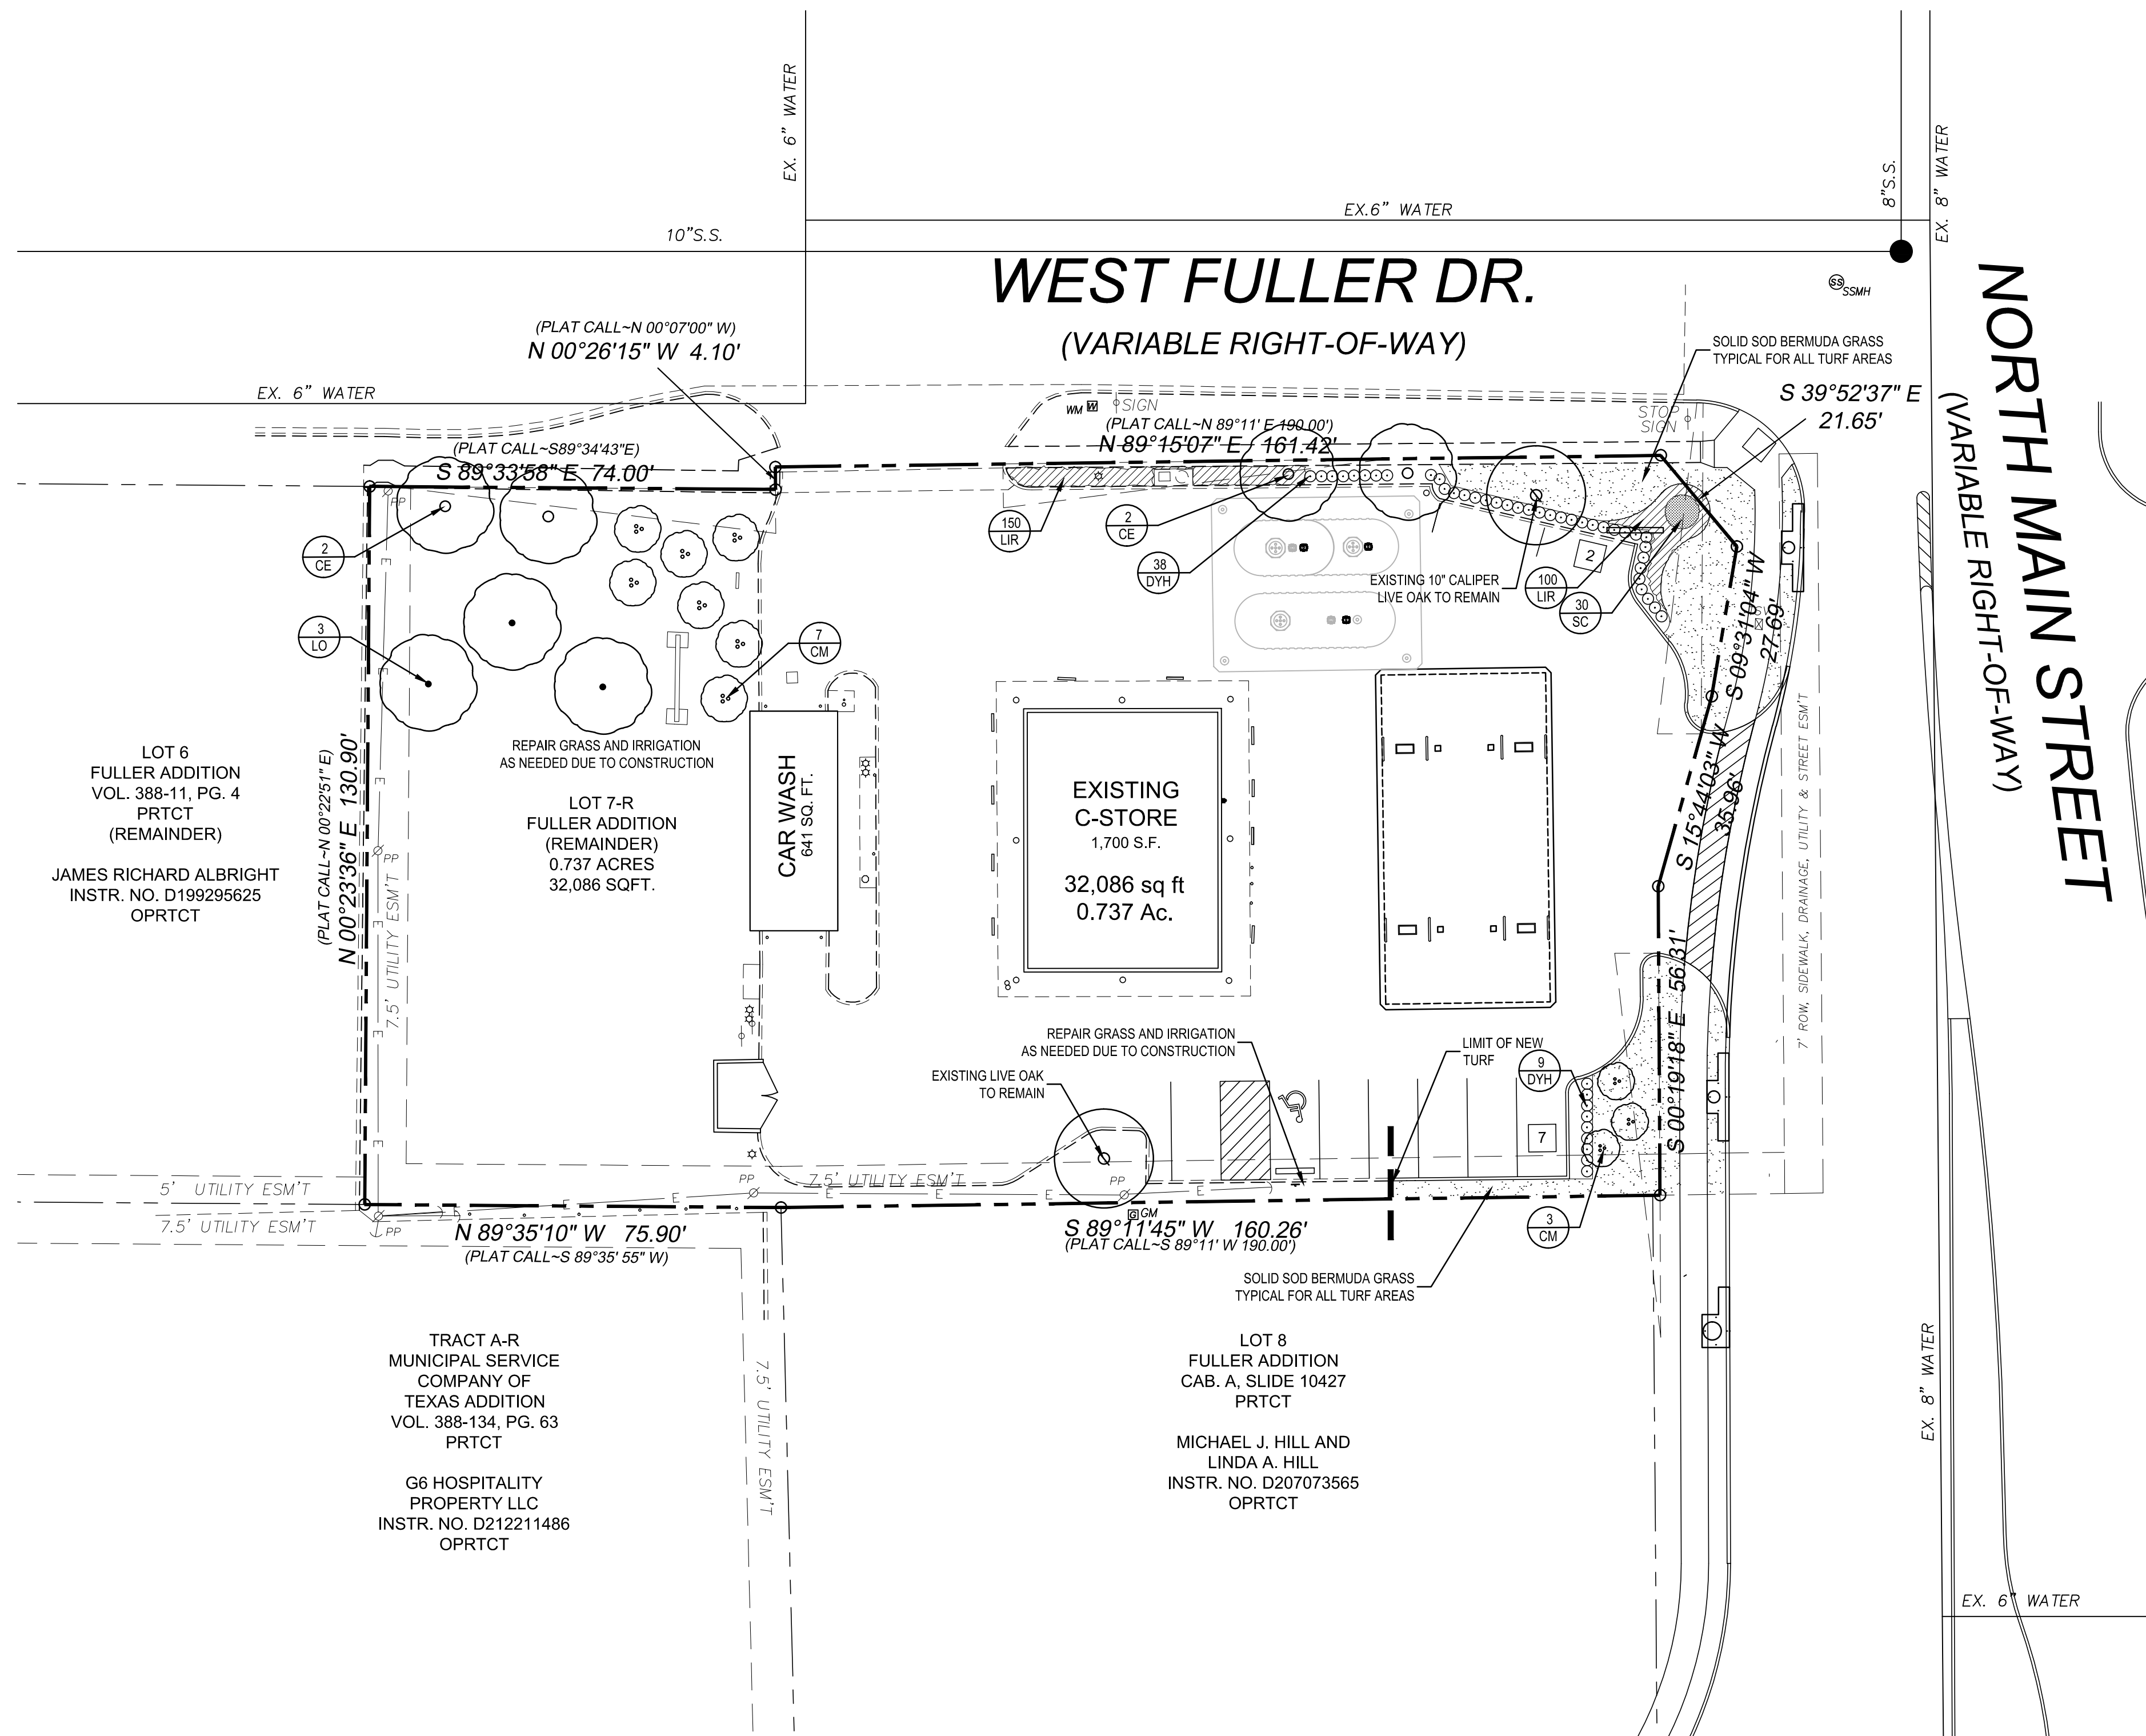 EX. 6" WATER
8"S.S.
EX. 8" WATER
EX.6" WATER
10"S.S.
WEST FULLER DR.
(VARIABLE RIGHT-OF-WAY)
SS
SSMH
NORTH MAIN STREET
(VARIABLE RIGHT-OF-WAY)
(PLAT CALL~N 00°07'00" W)
N 00°26'15" W 4.10'
SOLID SOD BERMUDA GRASS
TYPICAL FOR ALL TURF AREAS
S 39°52'37" E
21.65'
EX. 6" WATER
WM W
SIGN
STOP
SIGN
(PLAT CALL~N 89°11' E 190.00')
N 89°15'07" E 161.42'
(PLAT CALL~S89°34'43"E)
S 89°33'58" E 74.00'
PP
2
CE
150
LIR
2
CE
38
DYH
EXISTING 10" CALIPER
LIVE OAK TO REMAIN
2
100
LIR
30
SC
S 09°31'04" W
27.69'
3
LO
7
CM
E
E
REPAIR GRASS AND IRRIGATION
AS NEEDED DUE TO CONSTRUCTION
LOT 7-R
FULLER ADDITION
(REMAINDER)
0.737 ACRES
32,086 SQFT.
LOT 6
FULLER ADDITION
VOL. 388-11, PG. 4
PRTCT
(REMAINDER)
JAMES RICHARD ALBRIGHT
INSTR. NO. D199295625
OPRTCT
(PLAT CALL~N 00°22'51" E)
N 00°23'36" E 130.90'
E
PP
E
E
E
7.5' UTILITY ESM'T
CAR WASH
641 SQ. FT.
EXISTING
C-STORE
1,700 S.F.
32,086 sq ft
0.737 Ac.
S 15°44'03" W
35.96'
7' ROW, SIDEWALK, DRAINAGE, UTILITY & STREET ESM'T
S 00°19'18" E 56.31'
REPAIR GRASS AND IRRIGATION
AS NEEDED DUE TO CONSTRUCTION
LIMIT OF NEW
TURF
9
DYH
EXISTING LIVE OAK
TO REMAIN
7
5' UTILITY ESM'T
7.5' UTILITY ESM'T
PP
E
E
PP
7.5' UTILITY ESM'T
E
E
E
PP
E
G GM
N 89°35'10" W 75.90'
(PLAT CALL~S 89°35' 55" W)
S 89°11'45" W 160.26'
(PLAT CALL~S 89°11' W 190.00')
3
CM
SOLID SOD BERMUDA GRASS
TYPICAL FOR ALL TURF AREAS
TRACT A-R
MUNICIPAL SERVICE
COMPANY OF
TEXAS ADDITION
VOL. 388-134, PG. 63
PRTCT
G6 HOSPITALITY
PROPERTY LLC
INSTR. NO. D212211486
OPRTCT
7.5' UTILITY ESM'T
LOT 8
FULLER ADDITION
CAB. A, SLIDE 10427
PRTCT
MICHAEL J. HILL AND
LINDA A. HILL
INSTR. NO. D207073565
OPRTCT
EX. 8" WATER
EX. 6" WATER